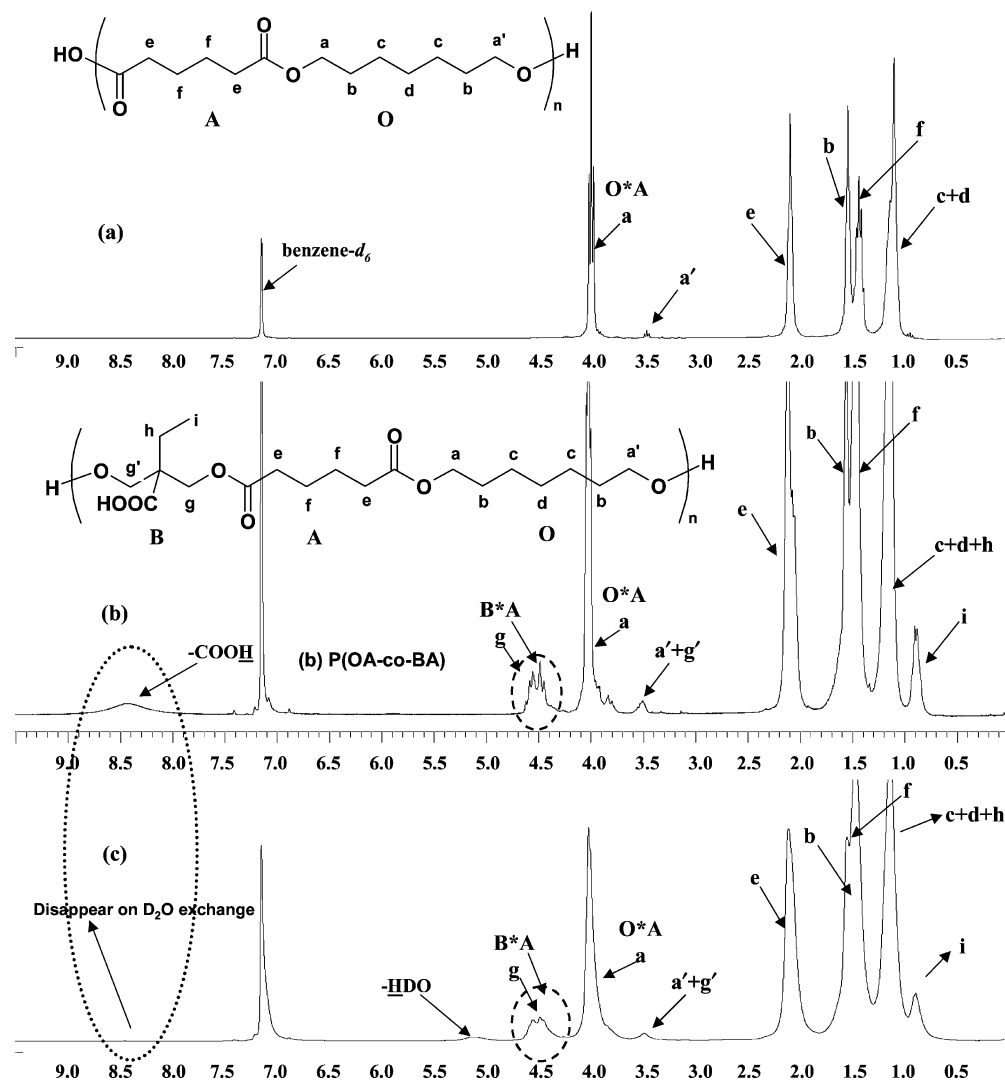 O
e f a c c a'
HO H
O O
f e b d b n
O
A O
b f
O*A c+d
e a
(a)
benzene-d6
a′
9.0 8.5 8.0 7.5 7.0 6.5 6.0 5.5 5.0 4.5 4.0 3.5 3.0 2.5 2.0 1.5 1.0 0.5
i
h f
O b
e f a c c a'
O O H
g'
H O O
HOOC g f e b d b n
O
B A O
e
c+d+h
O*A
B*A
(b) a i
g
-COOH (b) P(OA-co-BA) a′+g′
9.0 8.5 8.0 7.5 7.0 6.5 6.0 5.5 5.0 4.5 4.0 3.5 3.0 2.5 2.0 1.5 1.0 0.5
f
c+d+h
b
(c)
e
Disappear on D2O exchange
O*A
B*A
a i
g
-HDO a′+g′
9.0 8.5 8.0 7.5 7.0 6.5 6.0 5.5 5.0 4.5 4.0 3.5 3.0 2.5 2.0 1.5 1.0 0.5